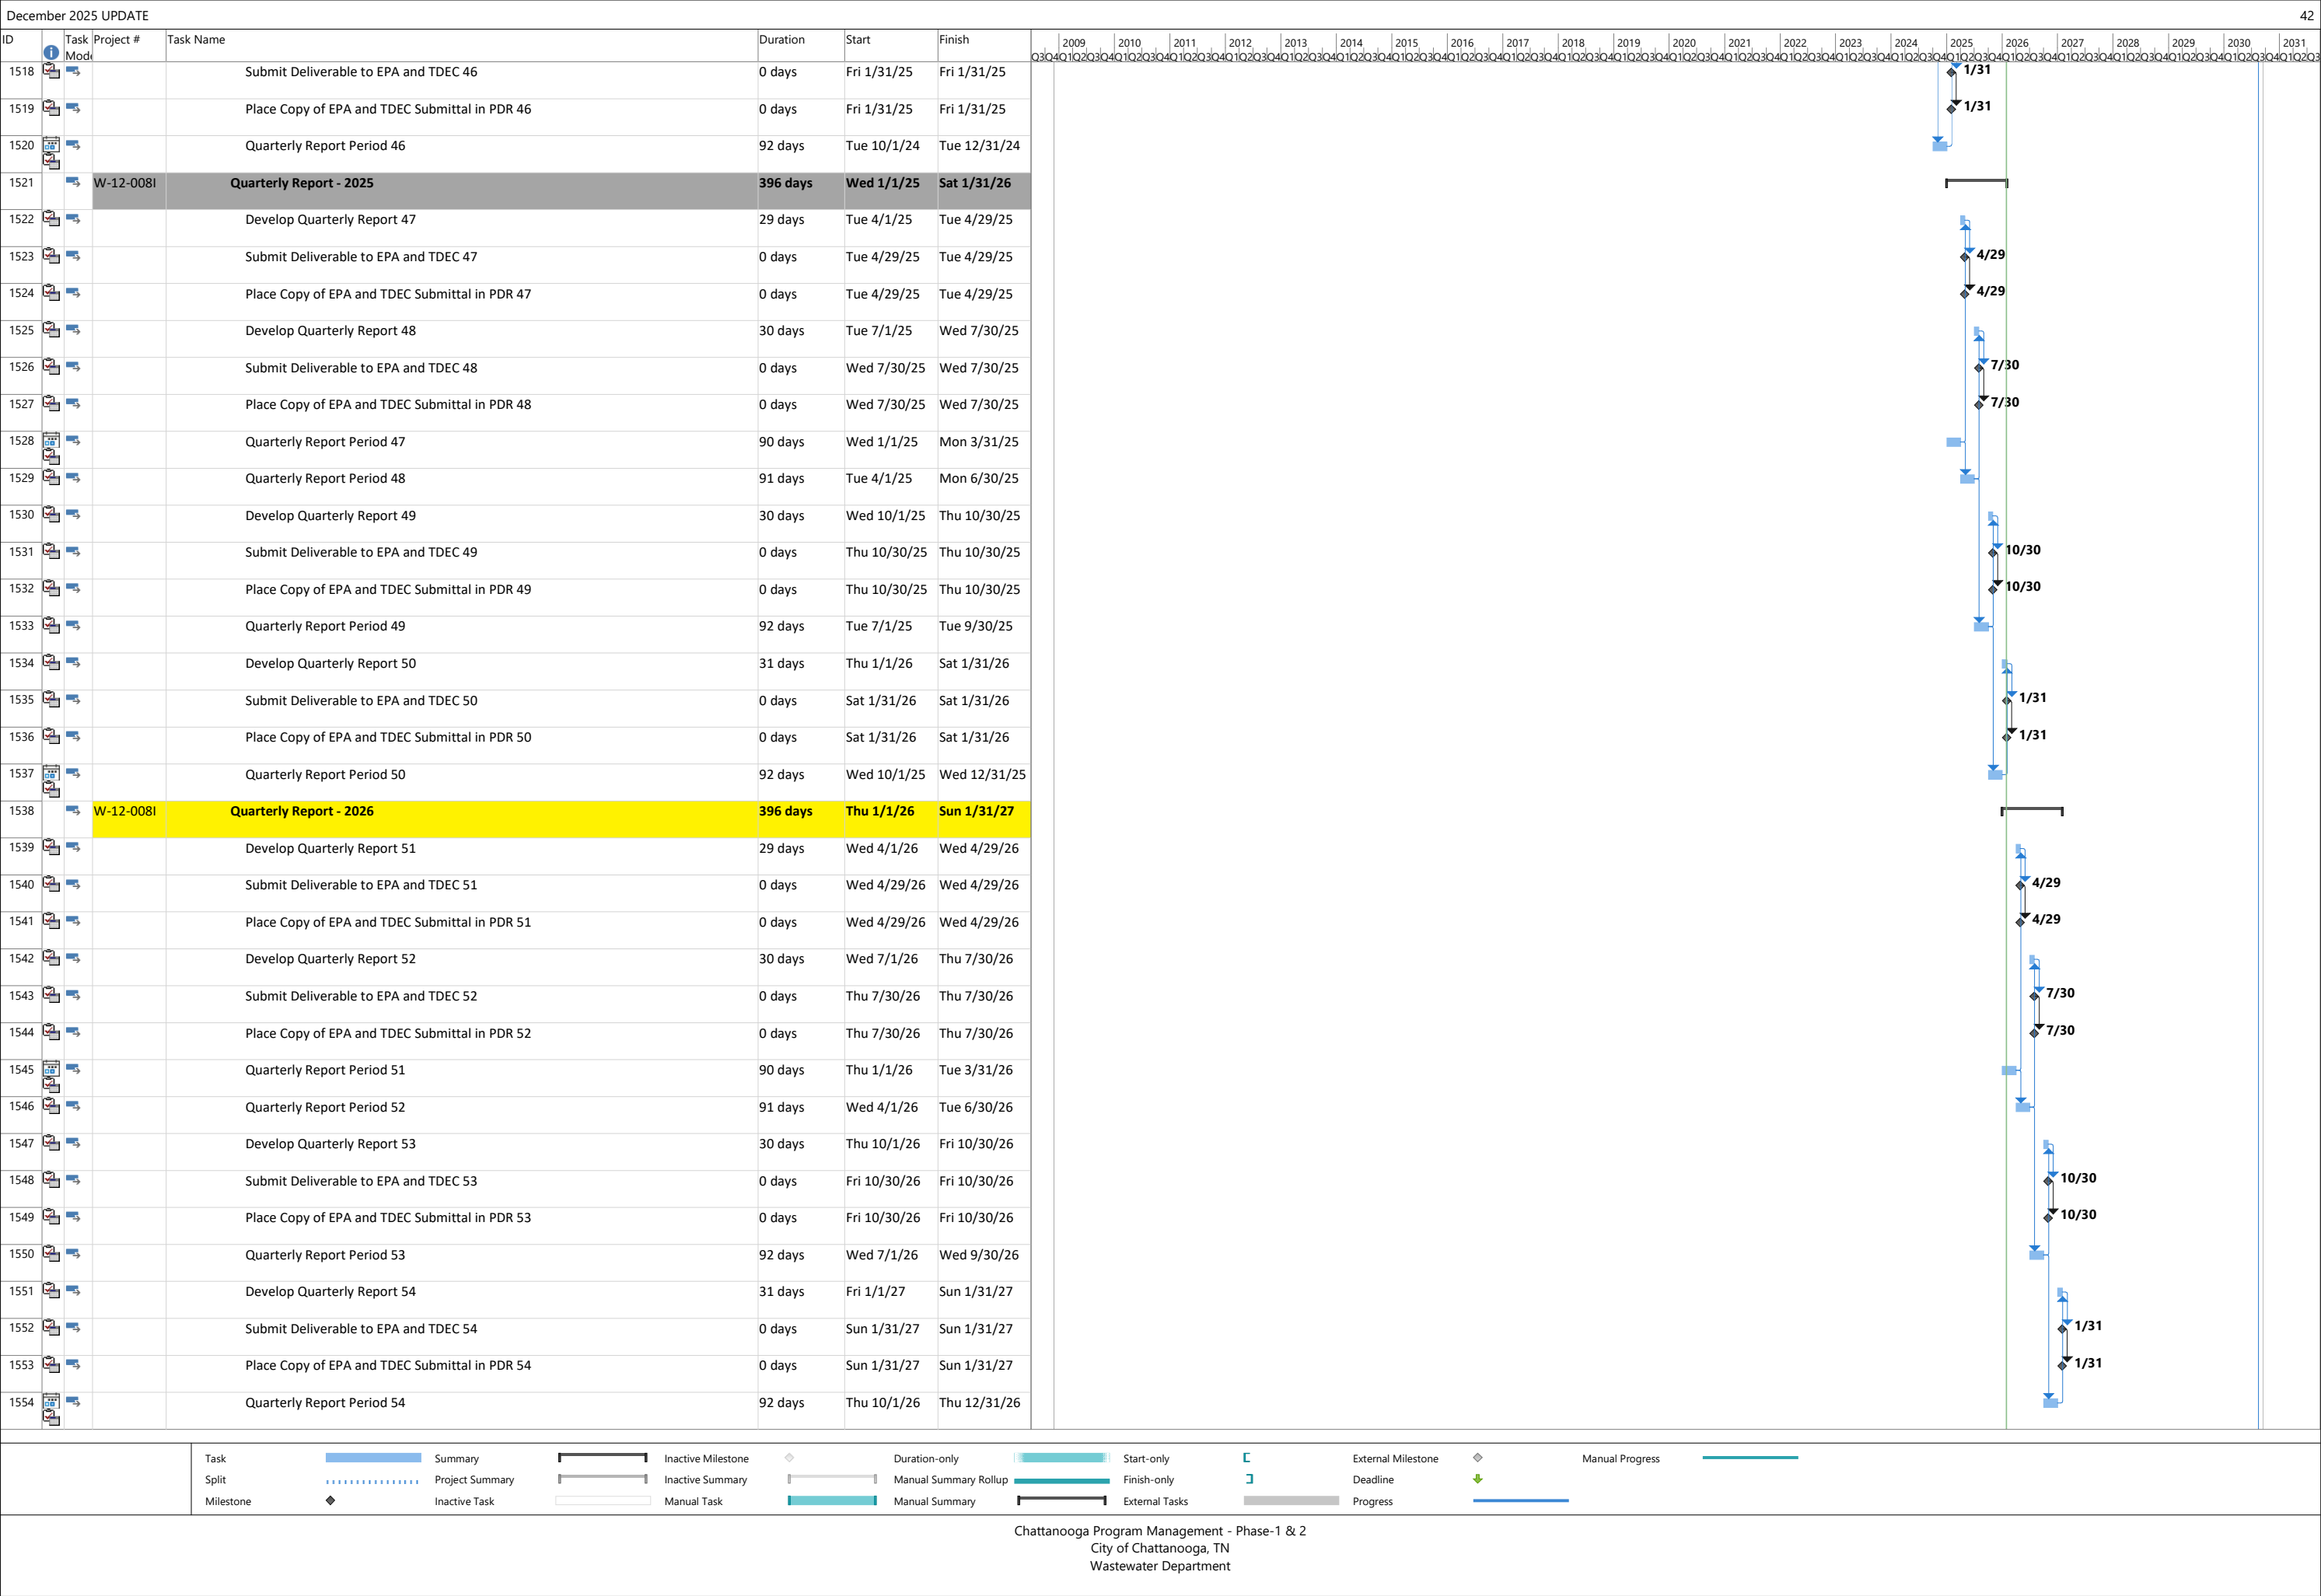 December 2025 UPDATE 42
ID Task Mode Project # Task Name Duration Start Finish
2009 2010 2011 2012 2013 2014 2015 2016 2017 2018 2019 2020 2021 2022 2023 2024 2025 2026 2027 2028 2029 2030 2031
Q3Q4Q1Q2Q3Q4Q1Q2Q3Q4Q1Q2Q3Q4Q1Q2Q3Q4Q1Q2Q3Q4Q1Q2Q3Q4Q1Q2Q3Q4Q1Q2Q3Q4Q1Q2Q3Q4Q1Q2Q3Q4Q1Q2Q3Q4Q1Q2Q3Q4Q1Q2Q3Q4Q1Q2Q3Q4Q1Q2Q3Q4Q1Q2Q3Q4Q1Q2Q3Q4Q1Q2Q3Q4Q1Q2Q3Q4Q1Q2Q3Q4Q1Q2Q3Q4Q1Q2Q3Q4Q1Q2Q3
1518 Submit Deliverable to EPA and TDEC 46 0 days Fri 1/31/25 Fri 1/31/25 1/31
1519 Place Copy of EPA and TDEC Submittal in PDR 46 0 days Fri 1/31/25 Fri 1/31/25 1/31
1520 Quarterly Report Period 46 92 days Tue 10/1/24 Tue 12/31/24
1521 W-12-008I Quarterly Report - 2025 396 days Wed 1/1/25 Sat 1/31/26
1522 Develop Quarterly Report 47 29 days Tue 4/1/25 Tue 4/29/25
1523 Submit Deliverable to EPA and TDEC 47 0 days Tue 4/29/25 Tue 4/29/25 4/29
1524 Place Copy of EPA and TDEC Submittal in PDR 47 0 days Tue 4/29/25 Tue 4/29/25 4/29
1525 Develop Quarterly Report 48 30 days Tue 7/1/25 Wed 7/30/25
1526 Submit Deliverable to EPA and TDEC 48 0 days Wed 7/30/25 Wed 7/30/25 7/30
1527 Place Copy of EPA and TDEC Submittal in PDR 48 0 days Wed 7/30/25 Wed 7/30/25 7/30
1528 Quarterly Report Period 47 90 days Wed 1/1/25 Mon 3/31/25
1529 Quarterly Report Period 48 91 days Tue 4/1/25 Mon 6/30/25
1530 Develop Quarterly Report 49 30 days Wed 10/1/25 Thu 10/30/25
1531 Submit Deliverable to EPA and TDEC 49 0 days Thu 10/30/25 Thu 10/30/25 10/30
1532 Place Copy of EPA and TDEC Submittal in PDR 49 0 days Thu 10/30/25 Thu 10/30/25 10/30
1533 Quarterly Report Period 49 92 days Tue 7/1/25 Tue 9/30/25
1534 Develop Quarterly Report 50 31 days Thu 1/1/26 Sat 1/31/26
1535 Submit Deliverable to EPA and TDEC 50 0 days Sat 1/31/26 Sat 1/31/26 1/31
1536 Place Copy of EPA and TDEC Submittal in PDR 50 0 days Sat 1/31/26 Sat 1/31/26 1/31
1537 Quarterly Report Period 50 92 days Wed 10/1/25 Wed 12/31/25
1538 W-12-008I Quarterly Report - 2026 396 days Thu 1/1/26 Sun 1/31/27
1539 Develop Quarterly Report 51 29 days Wed 4/1/26 Wed 4/29/26
1540 Submit Deliverable to EPA and TDEC 51 0 days Wed 4/29/26 Wed 4/29/26 4/29
1541 Place Copy of EPA and TDEC Submittal in PDR 51 0 days Wed 4/29/26 Wed 4/29/26 4/29
1542 Develop Quarterly Report 52 30 days Wed 7/1/26 Thu 7/30/26
1543 Submit Deliverable to EPA and TDEC 52 0 days Thu 7/30/26 Thu 7/30/26 7/30
1544 Place Copy of EPA and TDEC Submittal in PDR 52 0 days Thu 7/30/26 Thu 7/30/26 7/30
1545 Quarterly Report Period 51 90 days Thu 1/1/26 Tue 3/31/26
1546 Quarterly Report Period 52 91 days Wed 4/1/26 Tue 6/30/26
1547 Develop Quarterly Report 53 30 days Thu 10/1/26 Fri 10/30/26
1548 Submit Deliverable to EPA and TDEC 53 0 days Fri 10/30/26 Fri 10/30/26 10/30
1549 Place Copy of EPA and TDEC Submittal in PDR 53 0 days Fri 10/30/26 Fri 10/30/26 10/30
1550 Quarterly Report Period 53 92 days Wed 7/1/26 Wed 9/30/26
1551 Develop Quarterly Report 54 31 days Fri 1/1/27 Sun 1/31/27
1552 Submit Deliverable to EPA and TDEC 54 0 days Sun 1/31/27 Sun 1/31/27 1/31
1553 Place Copy of EPA and TDEC Submittal in PDR 54 0 days Sun 1/31/27 Sun 1/31/27 1/31
1554 Quarterly Report Period 54 92 days Thu 10/1/26 Thu 12/31/26
Task Summary Inactive Milestone Duration-only Start-only External Milestone Manual Progress
Split Project Summary Inactive Summary Manual Summary Rollup Finish-only Deadline
Milestone Inactive Task Manual Task Manual Summary External Tasks Progress
Chattanooga Program Management - Phase-1 & 2
City of Chattanooga, TN
Wastewater Department